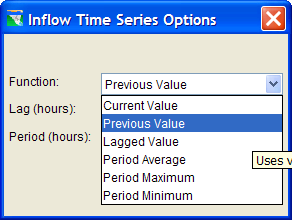 Inflow Time Series Options
Function:
Previous Value
Lag (hours):
Current Value
Previous Value
Period (hours):
Lagged Value
Period Average
Uses v
Period Maximum
Period Minimum